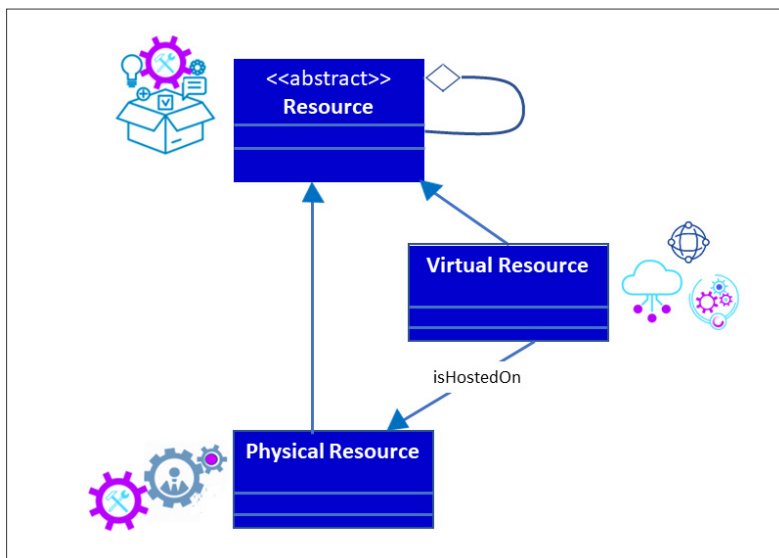 <<abstract>>
Resource
Virtual Resource
isHostedOn
Physical Resource